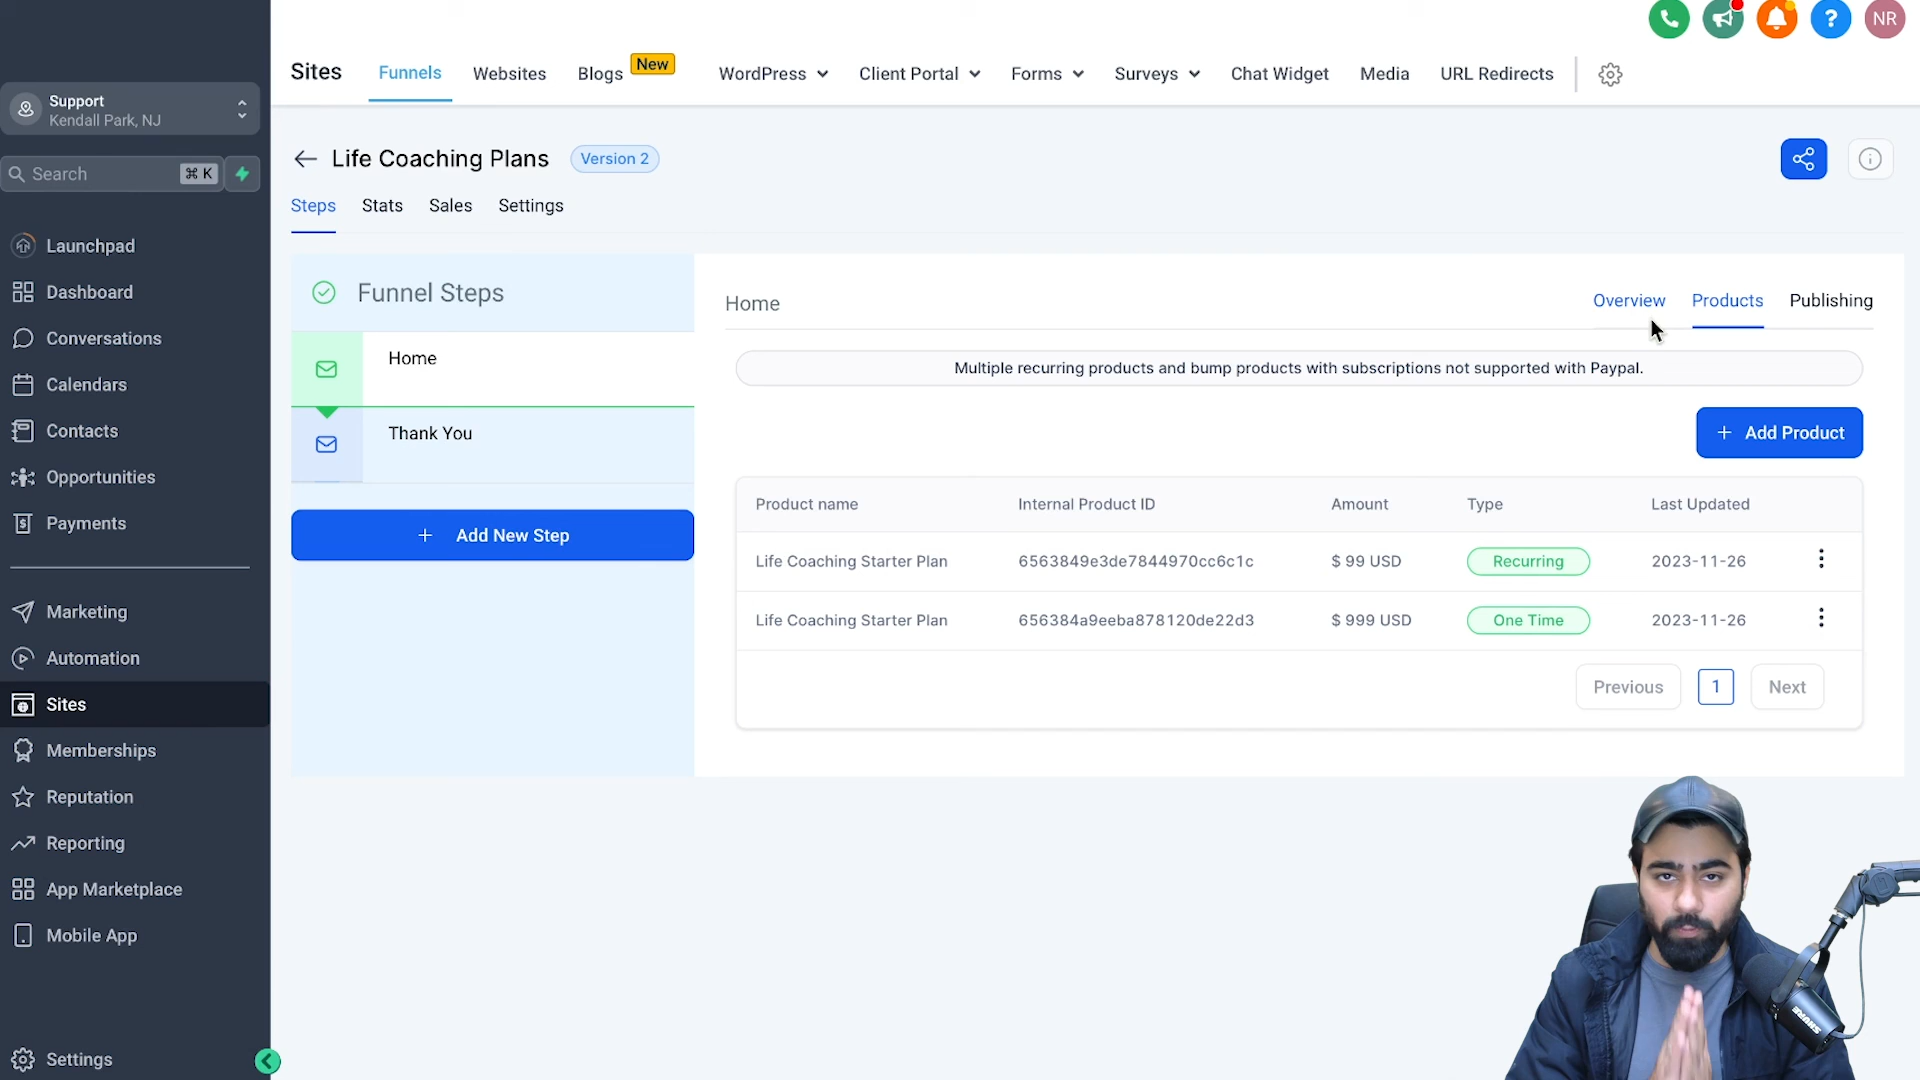 NR
Sites
Funnels
Websites
Blogs
New
WordPress
Client Portal
Forms
Surveys
Chat Widget
Media
URL Redirects
Support
Kendall Park, NJ
Search
⌘ K
Launchpad
Dashboard
Conversations
Calendars
Contacts
Opportunities
Payments
Marketing
Automation
Sites
Memberships
Reputation
Reporting
App Marketplace
Mobile App
Settings
Life Coaching Plans
Version 2
Steps
Stats
Sales
Settings
Funnel Steps
Home
Thank You
+ Add New Step
Home
Overview
Products
Publishing
Multiple recurring products and bump products with subscriptions not supported with Paypal.
+ Add Product
Product name Internal Product ID Amount Type Last Updated
Life Coaching Starter Plan 6563849e3de7844970cc6c1c $ 99 USD Recurring 2023-11-26
Life Coaching Starter Plan 656384a9eeba878120de22d3 $ 999 USD One Time 2023-11-26
Previous 1 Next
SHURE